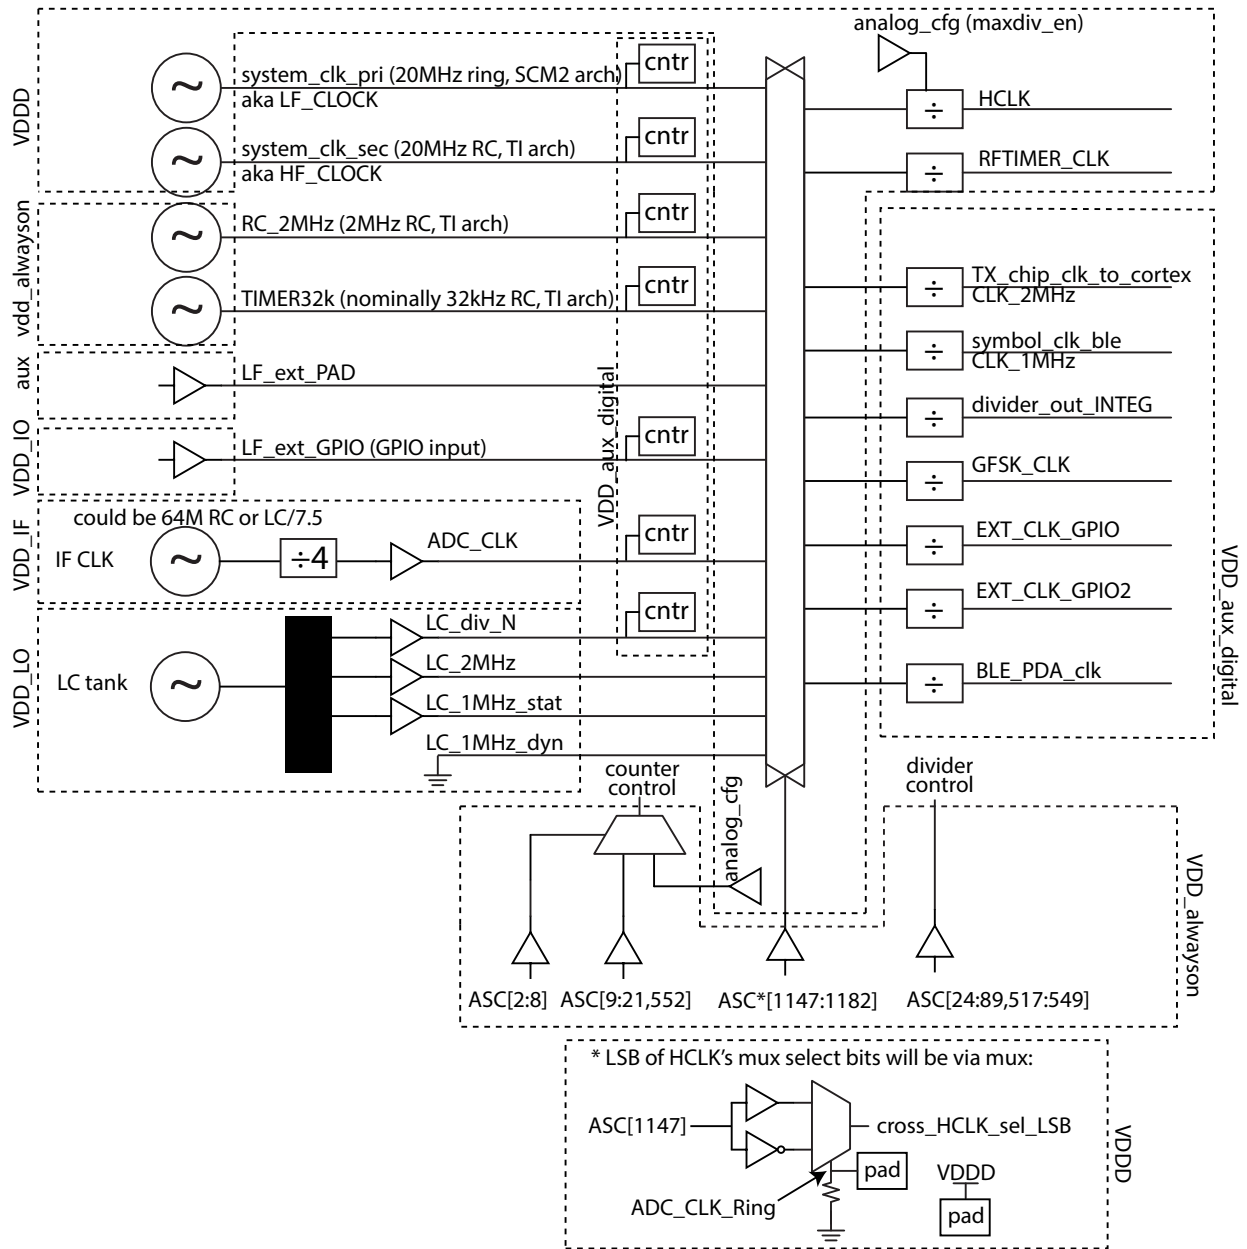 analog_cfg (maxdiv_en)
VDDD
system_clk_pri (20MHz ring, SCM2 arch)
aka LF_CLOCK
cntr
~
÷
HCLK
system_clk_sec (20MHz RC, TI arch)
aka HF_CLOCK
cntr
~
÷
RFTIMER_CLK
vdd_alwayson
RC_2MHz (2MHz RC, TI arch)
cntr
~
TIMER32k (nominally 32kHz RC, TI arch)
cntr
~
÷
TX_chip_clk_to_cortex
CLK_2MHz
÷
symbol_clk_ble
CLK_1MHz
aux
LF_ext_PAD
VDD_aux_digital
÷
divider_out_INTEG
VDD_IO
LF_ext_GPIO (GPIO input)
cntr
÷
GFSK_CLK
VDD_IF
could be 64M RC or LC/7.5
IF CLK
~
÷4
ADC_CLK
cntr
÷
EXT_CLK_GPIO
÷
EXT_CLK_GPIO2
VDD_aux_digital
VDD_LO
LC tank
~
LC_div_N
cntr
LC_2MHz
LC_1MHz_stat
LC_1MHz_dyn
÷
BLE_PDA_clk
counter
control
analog_cfg
divider
control
VDD_alwayson
ASC[2:8]
ASC[9:21,552]
ASC*[1147:1182]
ASC[24:89,517:549]
* LSB of HCLK's mux select bits will be via mux:
ASC[1147]
cross_HCLK_sel_LSB
VDDD
pad
ADC_CLK_Ring
VDDD
pad